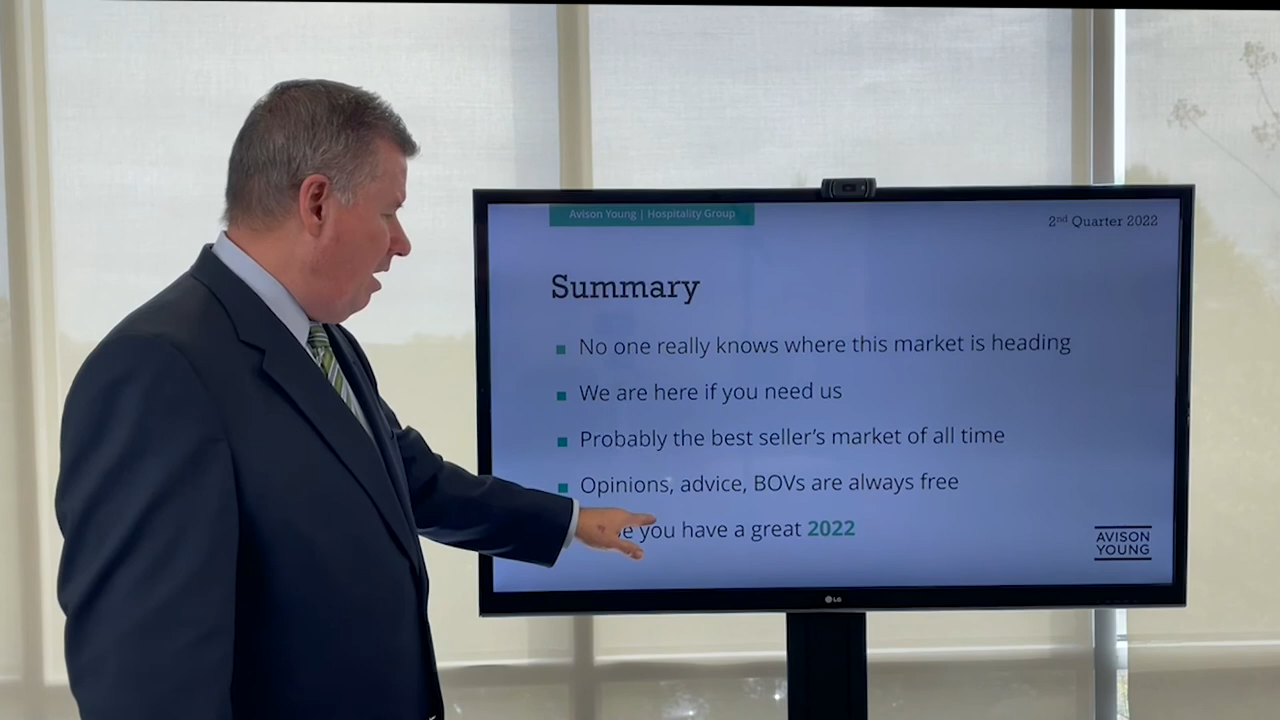 Avison Young | Hospitality Group
2nd Quarter 2022
Summary
No one really knows where this market is heading
We are here if you need us
Probably the best seller's market of all time
Opinions, advice, BOVs are always free
you have a great 2022
AVISON
YOUNG
LG